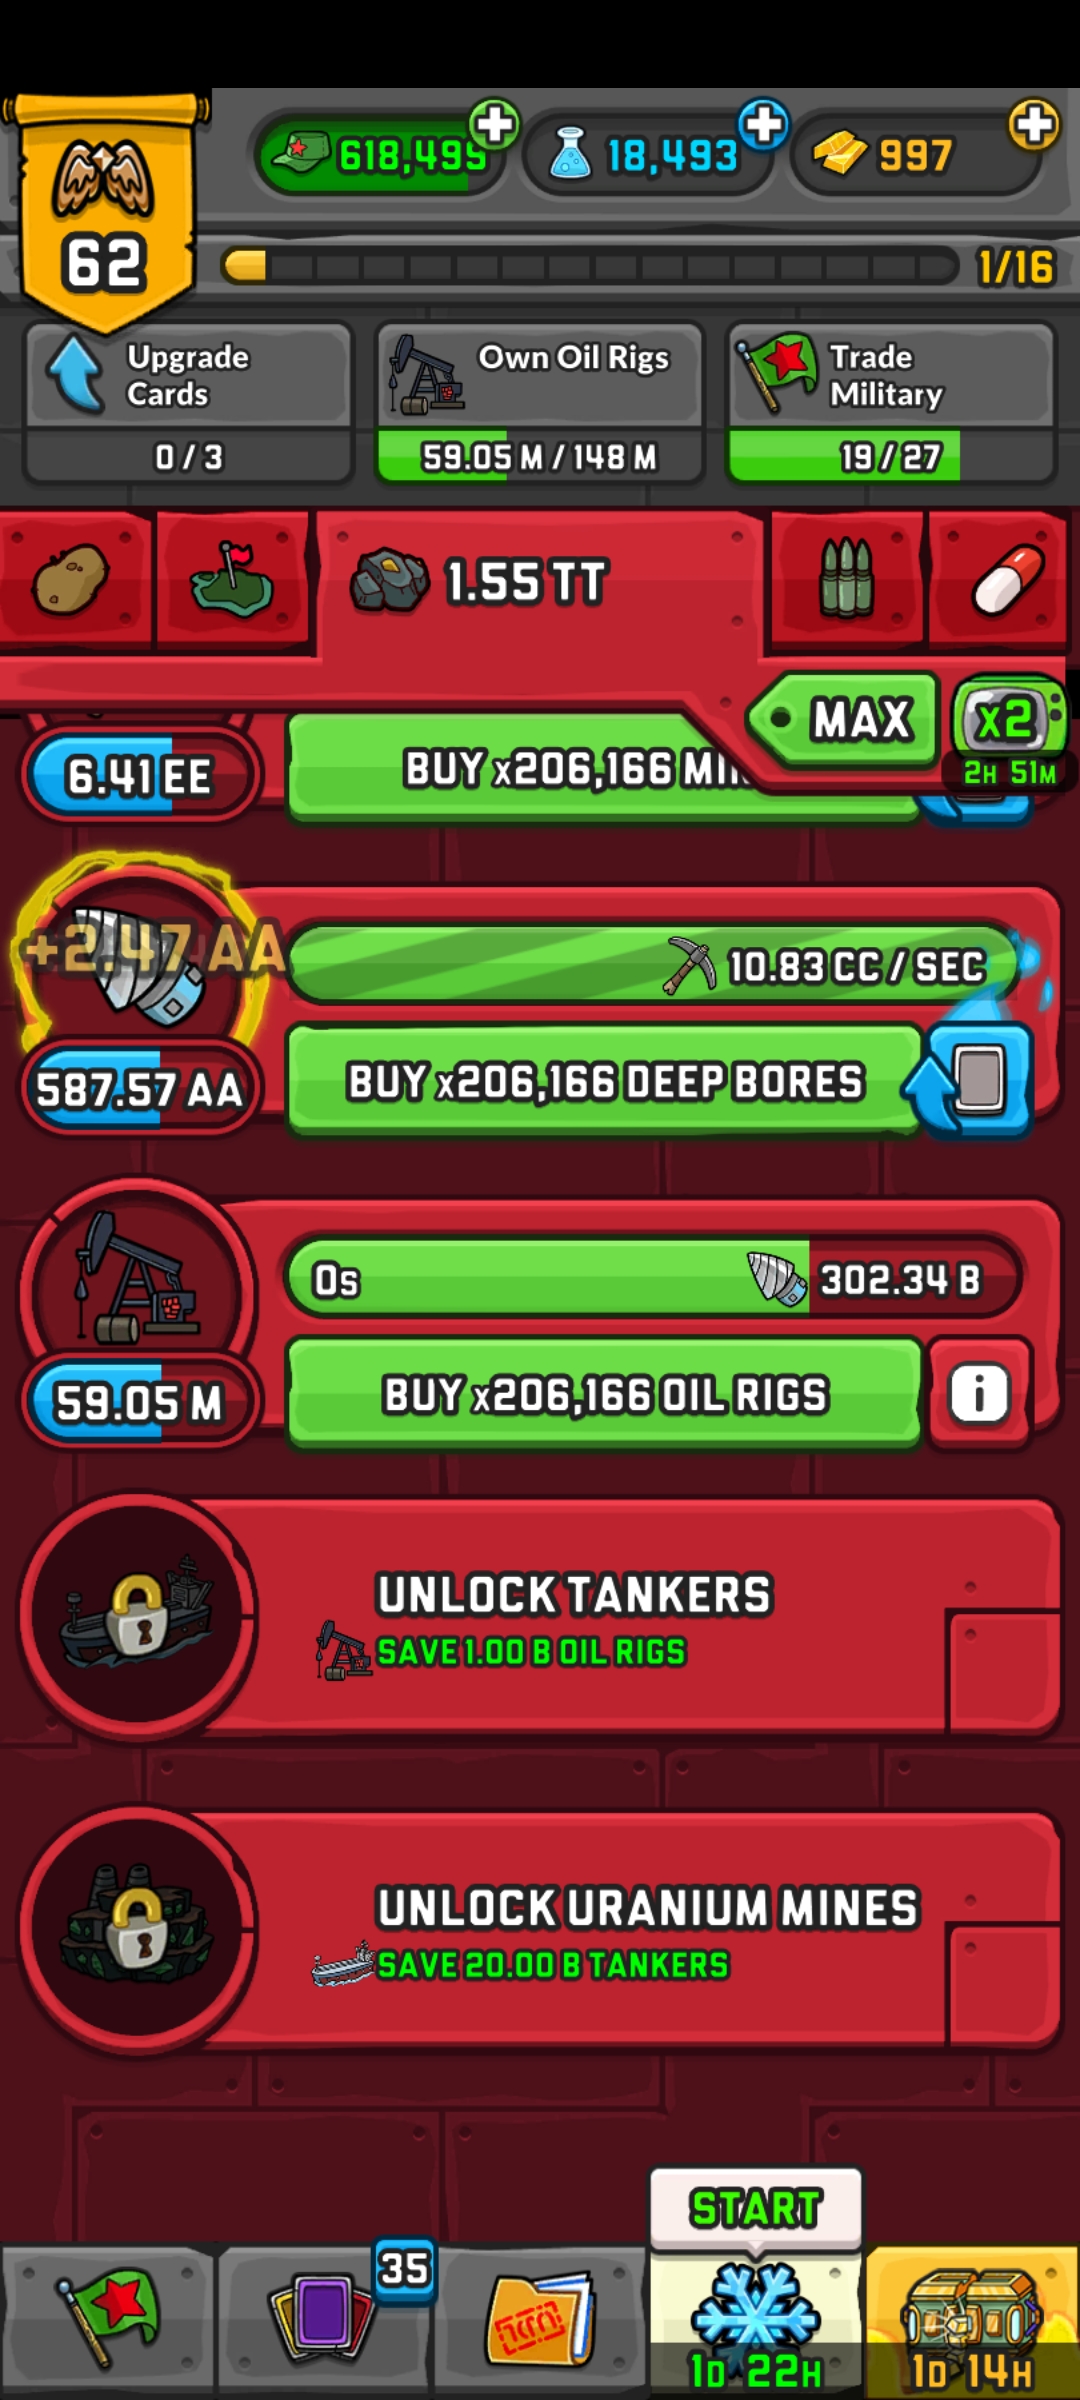 618,499
18,493
997
62
1/16
Upgrade
Cards
0 / 3
Own Oil Rigs
59.05 M / 148 M
Trade
Military
19 / 27
1.55 TT
MAX
x2
2H 51M
6.41 EE
BUY x206,166
+2.47 AA
10.83 CC / SEC
587.57 AA
BUY x206,166 DEEP BORES
0s
302.34 B
59.05 M
BUY x206,166 OIL RIGS
i
UNLOCK TANKERS
SAVE 1.00 B OIL RIGS
UNLOCK URANIUM MINES
SAVE 20.00 B TANKERS
START
35
1D 22H
1D 14H